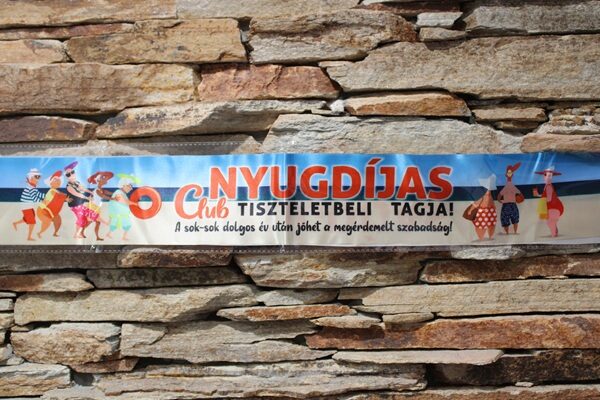 NYUGDÍJAS
Club TISZTELETBELI TAGJA!
A sok-sok dolgos év után jöhet a megérdemelt szabadság!